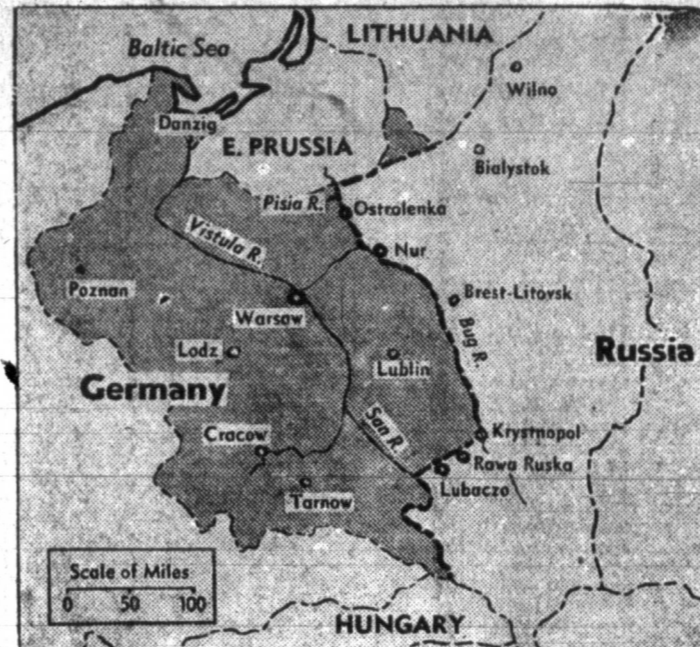 LITHUANIA
Baltic Sea
Wilno
Danzig
E. PRUSSIA
Bialystok
Pisia R.
Ostrolenka
Vistula R.
Nur
Poznan
Brest-Litovsk
Warsaw
Bug R.
Lodz
Russia
Lublin
Germany
San R.
Cracow
Krystnopol
Rawa Ruska
Lubaczo
Tarnow
Scale of Miles
0 50 100
HUNGARY